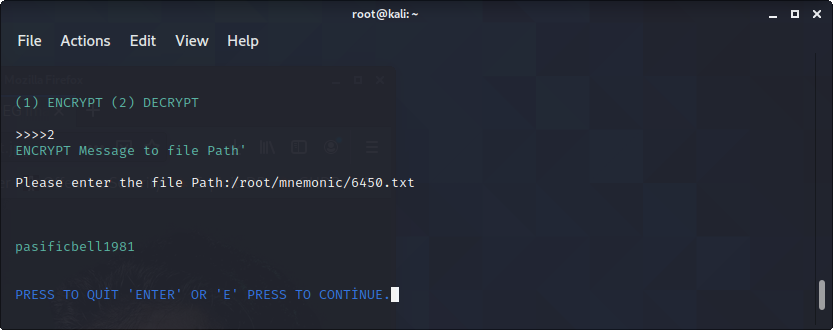 root@kali: ~
File Actions Edit View Help
(1) ENCRYPT (2) DECRYPT
>>>>2
ENCRYPT Message to file Path'
Please enter the file Path:/root/mnemonic/6450.txt
pasificbell1981
PRESS TO QUİT 'ENTER' OR 'E' PRESS TO CONTİNUE.